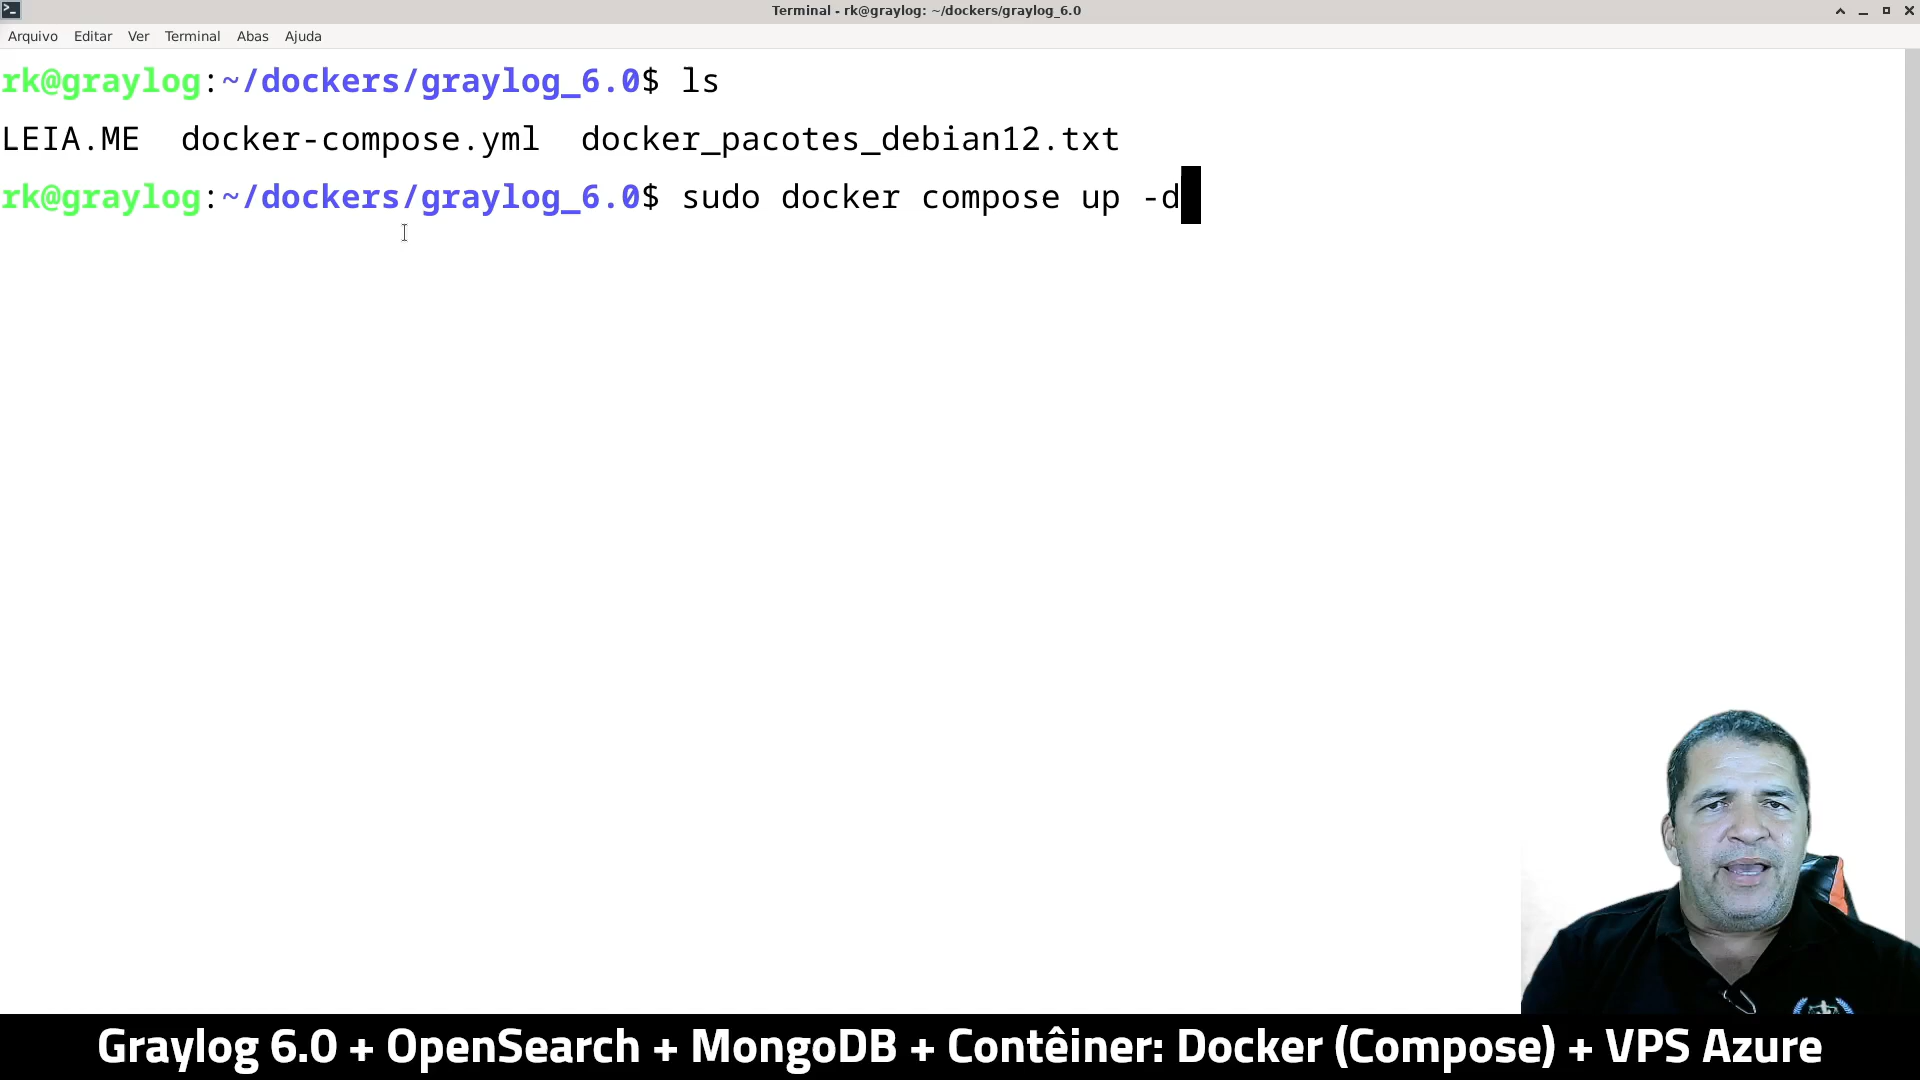 Terminal - rk@graylog: ~/dockers/graylog_6.0
Arquivo Editar Ver Terminal Abas Ajuda
rk@graylog:~/dockers/graylog_6.0$ ls
LEIA.ME docker-compose.yml docker_pacotes_debian12.txt
rk@graylog:~/dockers/graylog_6.0$ sudo docker compose up -d
Graylog 6.0 + OpenSearch + MongoDB + Contêiner: Docker (Compose) + VPS Azure